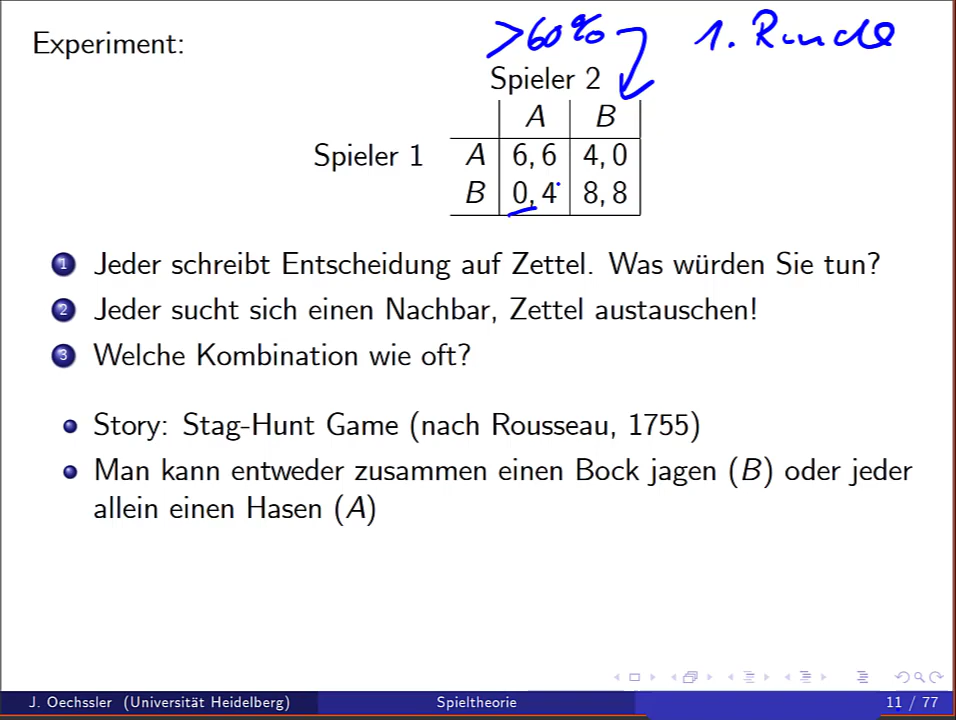 Experiment:
>60% 1. Runde
Spieler 2
A B
Spieler 1 A 6, 6 4, 0
B 0, 4 8, 8
1 Jeder schreibt Entscheidung auf Zettel. Was würden Sie tun?
2 Jeder sucht sich einen Nachbar, Zettel austauschen!
3 Welche Kombination wie oft?
Story: Stag-Hunt Game (nach Rousseau, 1755)
Man kann entweder zusammen einen Bock jagen (B) oder jeder
allein einen Hasen (A)
J. Oechssler (Universität Heidelberg) Spieltheorie 11 / 77